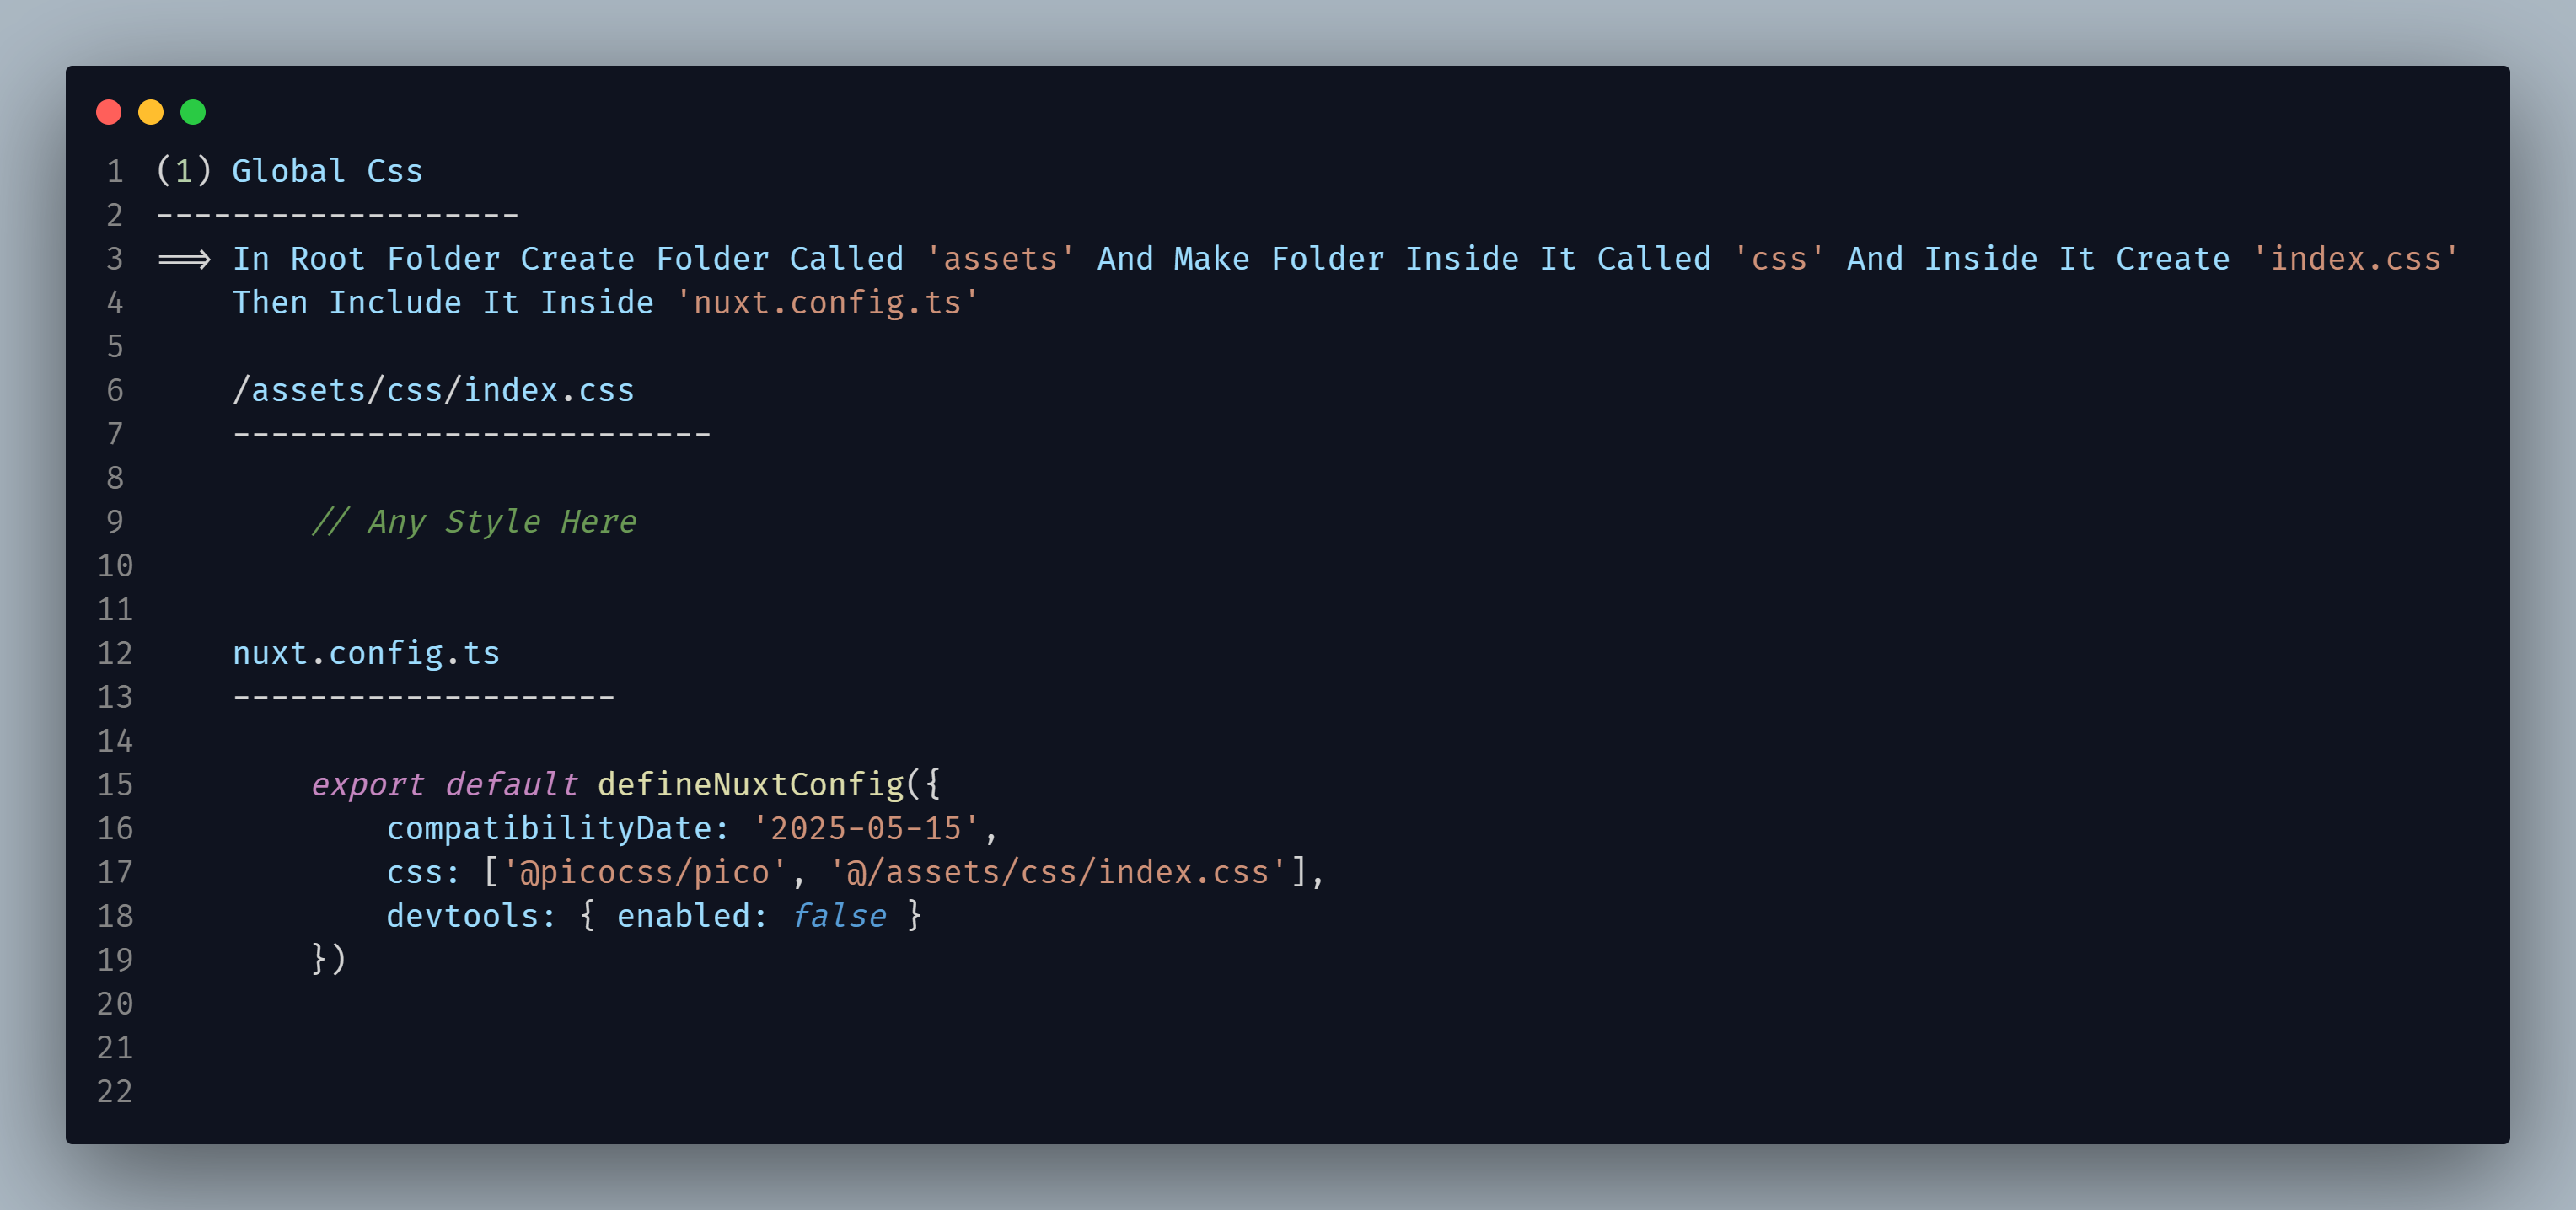 1 (1) Global Css
2 -------------------
3 ==> In Root Folder Create Folder Called 'assets' And Make Folder Inside It Called 'css' And Inside It Create 'index.css'
4     Then Include It Inside 'nuxt.config.ts'
5
6     /assets/css/index.css
7     -------------------------
8
9         // Any Style Here
10
11
12     nuxt.config.ts
13     --------------------
14
15         export default defineNuxtConfig({
16             compatibilityDate: '2025-05-15',
17             css: ['@picocss/pico', '@/assets/css/index.css'],
18             devtools: { enabled: false }
19         })
20
21
22